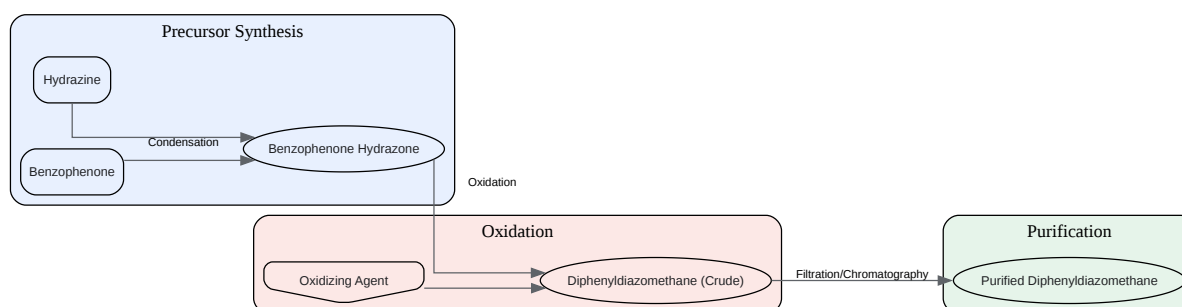 Precursor Synthesis
Hydrazine
Condensation
Benzophenone Hydrazone
Benzophenone
Oxidation
Oxidation
Purification
Oxidizing Agent
Diphenyldiazomethane (Crude)
Filtration/Chromatography
Purified Diphenyldiazomethane